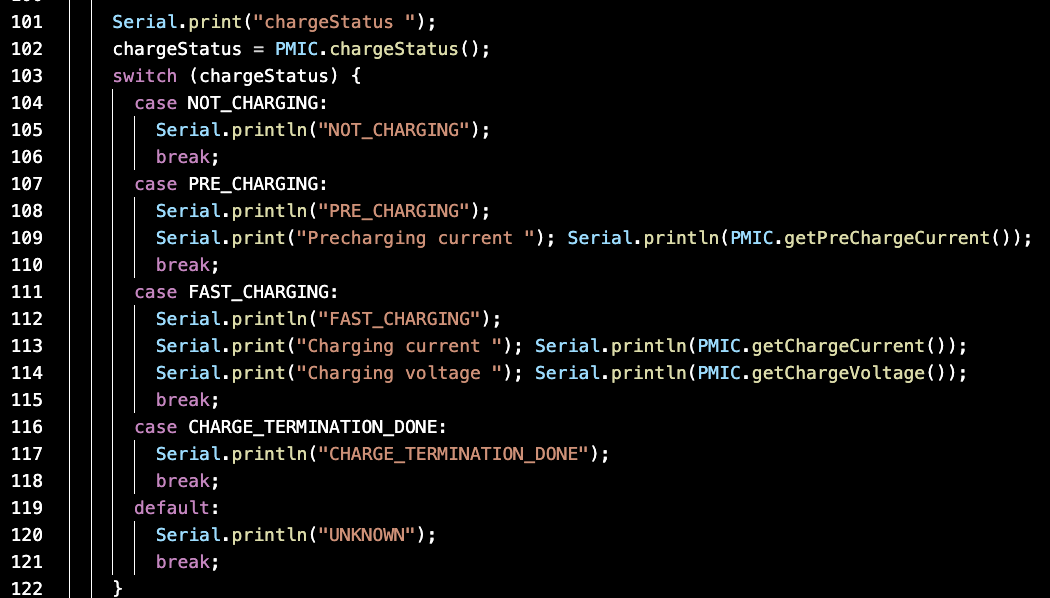 101 Serial.print("chargeStatus ");
102 chargeStatus = PMIC.chargeStatus();
103 switch (chargeStatus) {
104 case NOT_CHARGING:
105 Serial.println("NOT_CHARGING");
106 break;
107 case PRE_CHARGING:
108 Serial.println("PRE_CHARGING");
109 Serial.print("Precharging current "); Serial.println(PMIC.getPreChargeCurrent());
110 break;
111 case FAST_CHARGING:
112 Serial.println("FAST_CHARGING");
113 Serial.print("Charging current "); Serial.println(PMIC.getChargeCurrent());
114 Serial.print("Charging voltage "); Serial.println(PMIC.getChargeVoltage());
115 break;
116 case CHARGE_TERMINATION_DONE:
117 Serial.println("CHARGE_TERMINATION_DONE");
118 break;
119 default:
120 Serial.println("UNKNOWN");
121 break;
122 }